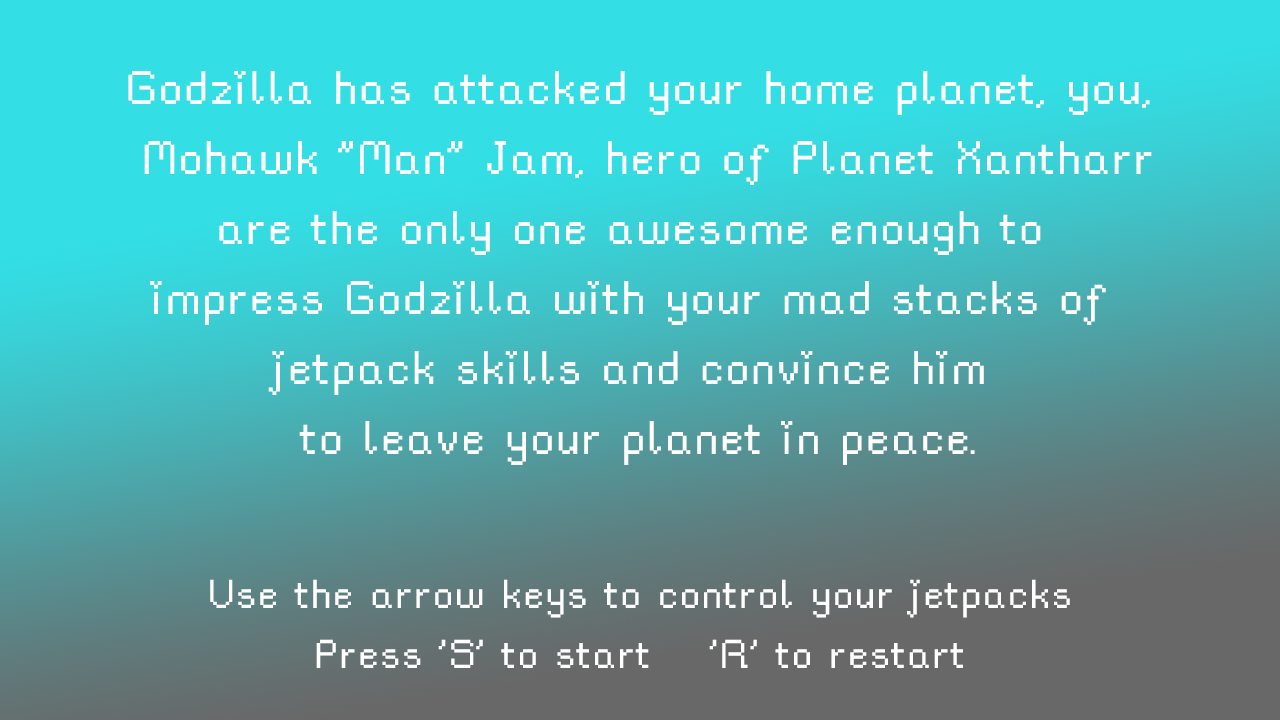 Godzilla has attacked your home planet, you,
Mohawk "Man" Jam, hero of Planet Xantharr
are the only one awesome enough to
impress Godzilla with your mad stacks of
jetpack skills and convince him
to leave your planet in peace.
Use the arrow keys to control your jetpacks
Press 'S' to start 'R' to restart